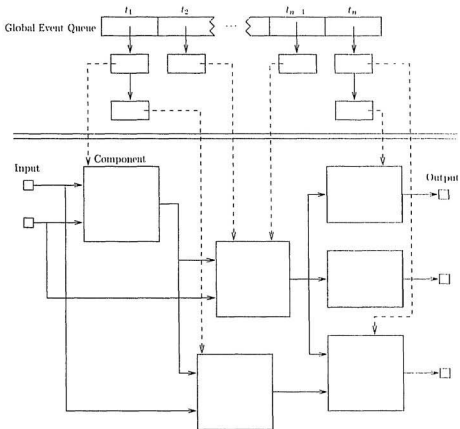 t₁ t₂ ... tₙ₋₁ tₙ
Global Event Queue
Input
Component
Output